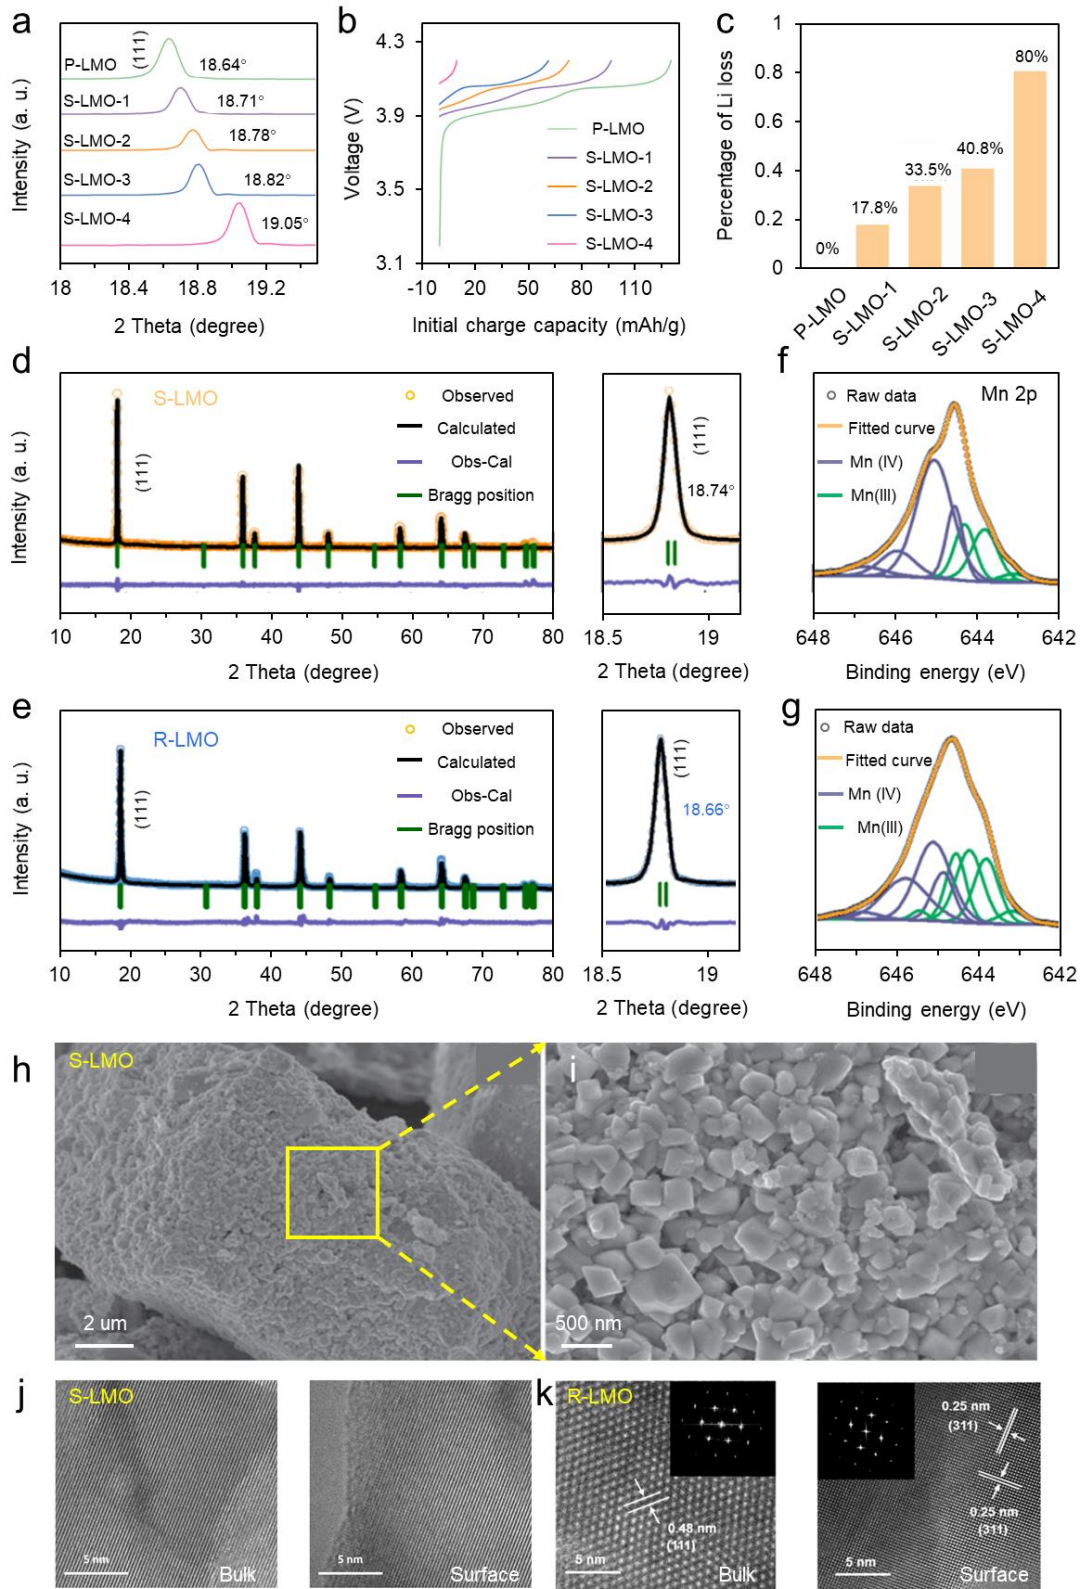 a
Intensity (a. u.)
P-LMO
(111)
18.64°
S-LMO-1
18.71°
S-LMO-2
18.78°
S-LMO-3
18.82°
S-LMO-4
19.05°
18 18.4 18.8 19.2
2 Theta (degree)
b
Voltage (V)
4.3
3.9
3.5
3.1
P-LMO
S-LMO-1
S-LMO-2
S-LMO-3
S-LMO-4
-10 20 50 80 110
Initial charge capacity (mAh/g)
c
Percentage of Li loss
1
0.8
0.6
0.4
0.2
0
0%
17.8%
33.5%
40.8%
80%
P-LMO
S-LMO-1
S-LMO-2
S-LMO-3
S-LMO-4
d
Intensity (a. u.)
S-LMO
(111)
Observed
Calculated
Obs-Cal
Bragg position
10 20 30 40 50 60 70 80
2 Theta (degree)
(111)
18.74°
18.5 19
2 Theta (degree)
f
Mn 2p
Raw data
Fitted curve
Mn (IV)
Mn(III)
648 646 644 642
Binding energy (eV)
e
Intensity (a. u.)
R-LMO
(111)
Observed
Calculated
Obs-Cal
Bragg position
10 20 30 40 50 60 70 80
2 Theta (degree)
(111)
18.66°
18.5 19
2 Theta (degree)
g
Raw data
Fitted curve
Mn (IV)
Mn(III)
648 646 644 642
Binding energy (eV)
h
S-LMO
2 um
i
500 nm
j
S-LMO
5 nm
Bulk
5 nm
Surface
k
R-LMO
0.48 nm
(111)
5 nm
Bulk
0.25 nm
(311)
0.25 nm
(311)
5 nm
Surface